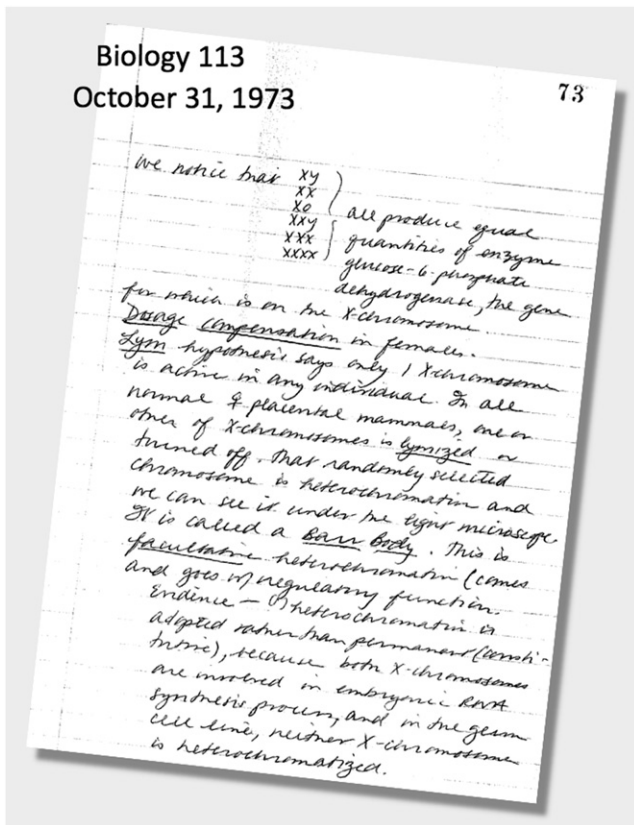 Biology 113
October 31, 1973
73
We notice that XY
XX
XO
XXY
XXX
XXXX
all produce equal
quantities of enzyme
glucose-6-phosphate
dehydrogenase, the gene
for which is on the X-chromosome.
Dosage compensation in females.
Lyon hypothesis says only 1 X-chromosome
is active in any individual. In all
normal ♀ placental mammals, one or
other of X-chromosomes is lyonized or
turned off. That randomly selected
chromosome is heterochromatin and
we can see it under the light microscope
It is called a Barr Body. This is
facultative heterochromatin (comes
and goes w/ regulatory function.
Evidence – 1) heterochromatin is
adopted rather than permanent (consti-
tutive), because both X-chromosomes
are involved in embryonic RNA
synthesis process, and in the germ
cell line, neither X-chromosome
is heterochromatized.